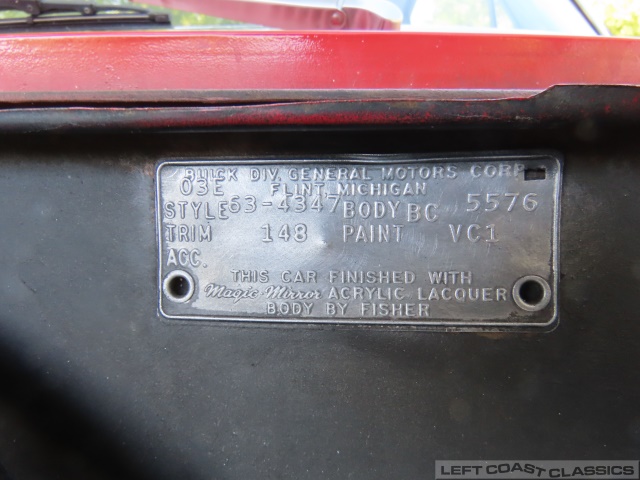 BUICK DIV. GENERAL MOTORS CORP.
03E FLINT, MICHIGAN
STYLE 63-4347 BODY BC 5576
TRIM 148 PAINT VC1
ACC.
THIS CAR FINISHED WITH
Magic-Mirror ACRYLIC LACQUER
BODY BY FISHER
LEFT COAST CLASSICS